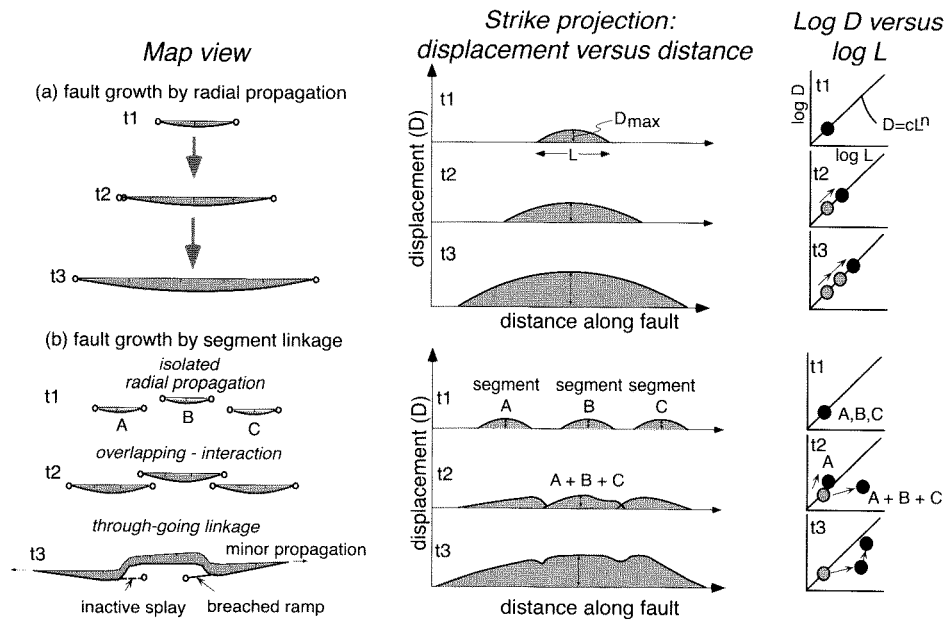 Map view
Strike projection:
displacement versus distance
Log D versus
log L
(a) fault growth by radial propagation
t1
t2
t3
displacement (D)
t1
Dmax
L
t2
t3
distance along fault
log D
t1
D=cLⁿ
log L
t2
t3
(b) fault growth by segment linkage
isolated
radial propagation
t1
A
B
C
overlapping - interaction
t2
through-going linkage
t3
minor propagation
inactive splay
breached ramp
displacement (D)
t1
segment segment segment
A B C
t2
A + B + C
t3
distance along fault
t1
A,B,C
t2
A
A + B + C
t3